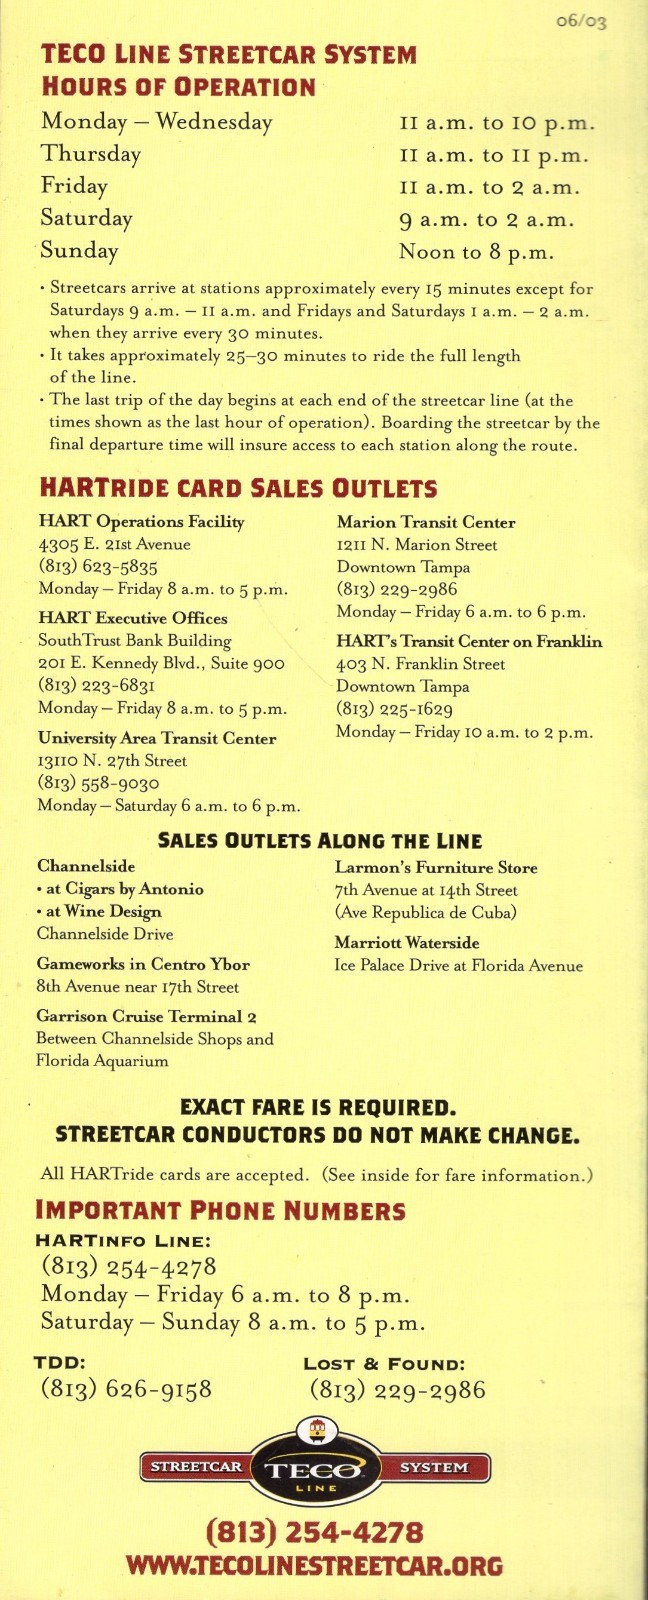 06/03
TECO LINE STREETCAR SYSTEM
HOURS OF OPERATION
Monday – Wednesday 11 a.m. to 10 p.m.
Thursday 11 a.m. to 11 p.m.
Friday 11 a.m. to 2 a.m.
Saturday 9 a.m. to 2 a.m.
Sunday Noon to 8 p.m.
• Streetcars arrive at stations approximately every 15 minutes except for
Saturdays 9 a.m. – 11 a.m. and Fridays and Saturdays 1 a.m. – 2 a.m.
when they arrive every 30 minutes.
• It takes approximately 25–30 minutes to ride the full length
of the line.
• The last trip of the day begins at each end of the streetcar line (at the
times shown as the last hour of operation). Boarding the streetcar by the
final departure time will insure access to each station along the route.
HARTRIDE CARD SALES OUTLETS
HART Operations Facility
4305 E. 21st Avenue
(813) 623-5835
Monday – Friday 8 a.m. to 5 p.m.
HART Executive Offices
SouthTrust Bank Building
201 E. Kennedy Blvd., Suite 900
(813) 223-6831
Monday – Friday 8 a.m. to 5 p.m.
University Area Transit Center
13110 N. 27th Street
(813) 558-9030
Monday – Saturday 6 a.m. to 6 p.m.
Marion Transit Center
1211 N. Marion Street
Downtown Tampa
(813) 229-2986
Monday – Friday 6 a.m. to 6 p.m.
HART's Transit Center on Franklin
403 N. Franklin Street
Downtown Tampa
(813) 225-1629
Monday – Friday 10 a.m. to 2 p.m.
SALES OUTLETS ALONG THE LINE
Channelside
• at Cigars by Antonio
• at Wine Design
Channelside Drive
Gameworks in Centro Ybor
8th Avenue near 17th Street
Garrison Cruise Terminal 2
Between Channelside Shops and
Florida Aquarium
Larmon's Furniture Store
7th Avenue at 14th Street
(Ave Republica de Cuba)
Marriott Waterside
Ice Palace Drive at Florida Avenue
EXACT FARE IS REQUIRED.
STREETCAR CONDUCTORS DO NOT MAKE CHANGE.
All HARTride cards are accepted. (See inside for fare information.)
IMPORTANT PHONE NUMBERS
HARTINFO LINE:
(813) 254-4278
Monday – Friday 6 a.m. to 8 p.m.
Saturday – Sunday 8 a.m. to 5 p.m.
TDD:
(813) 626-9158
LOST & FOUND:
(813) 229-2986
STREETCAR TECO SYSTEM
LINE
(813) 254-4278
WWW.TECOLINESTREETCAR.ORG